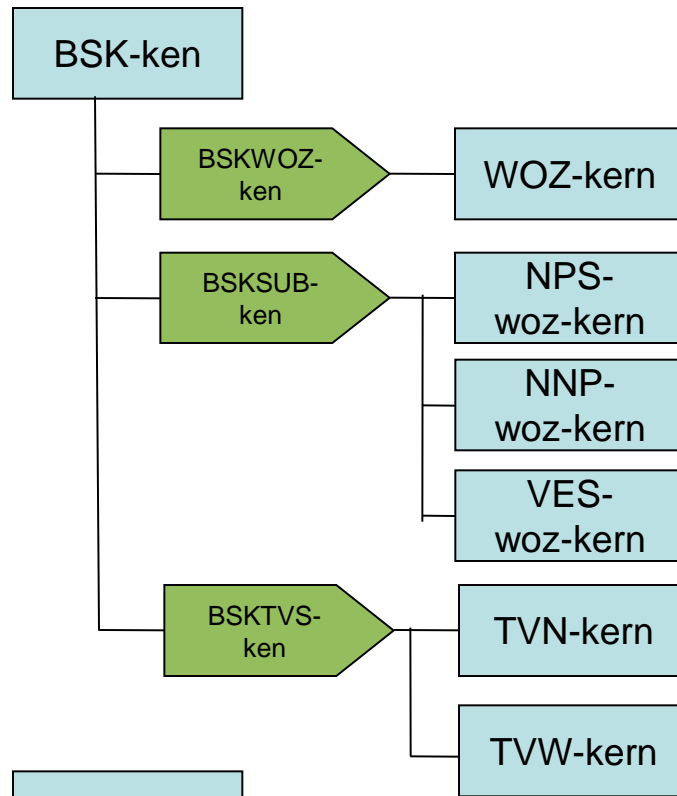 BSK-ken
BSKWOZ-
ken
WOZ-kern
BSKSUB-
ken
NPS-
woz-kern
NNP-
woz-kern
VES-
woz-kern
BSKTVS-
ken
TVN-kern
TVW-kern